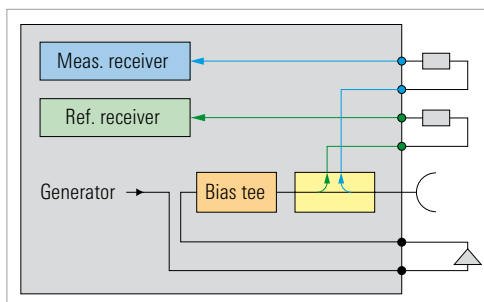 Meas. receiver
Ref. receiver
Generator
Bias tee